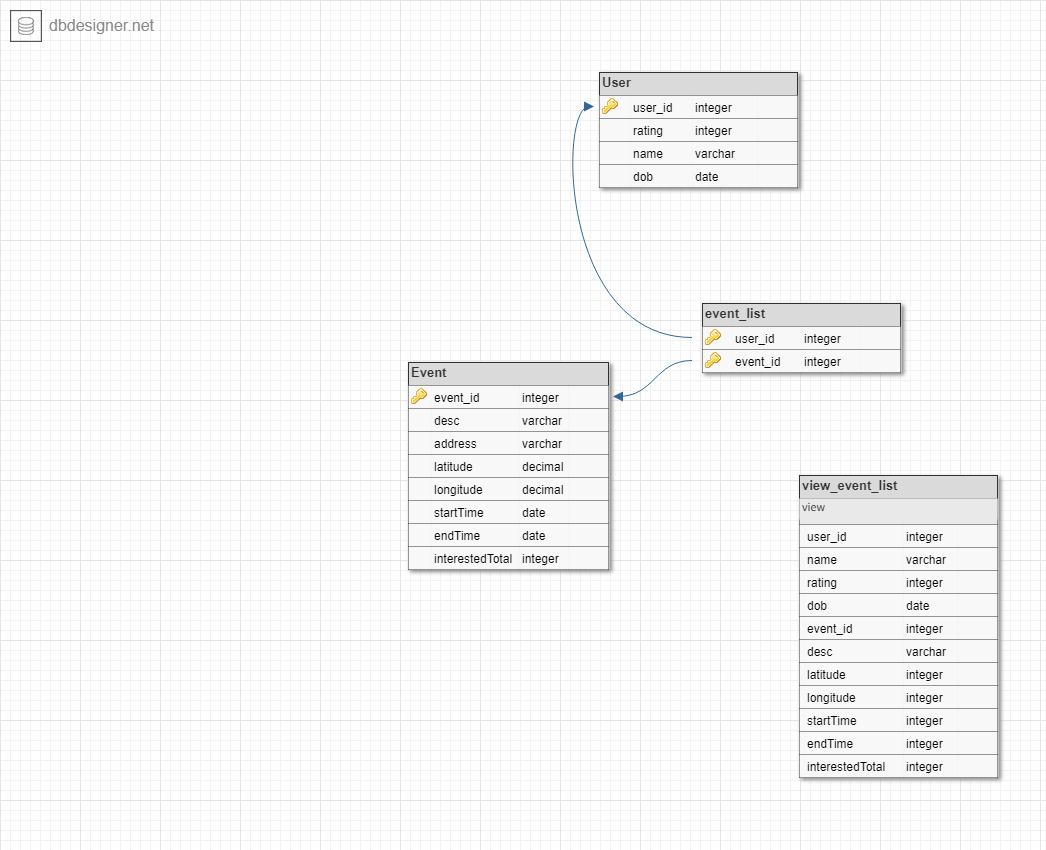 dbdesigner.net
User
user_id integer
rating integer
name varchar
dob date
event_list
user_id integer
event_id integer
Event
event_id integer
desc varchar
address varchar
latitude decimal
longitude decimal
startTime date
endTime date
interestedTotal integer
view_event_list
view
user_id integer
name varchar
rating integer
dob date
event_id integer
desc varchar
latitude integer
longitude integer
startTime integer
endTime integer
interestedTotal integer